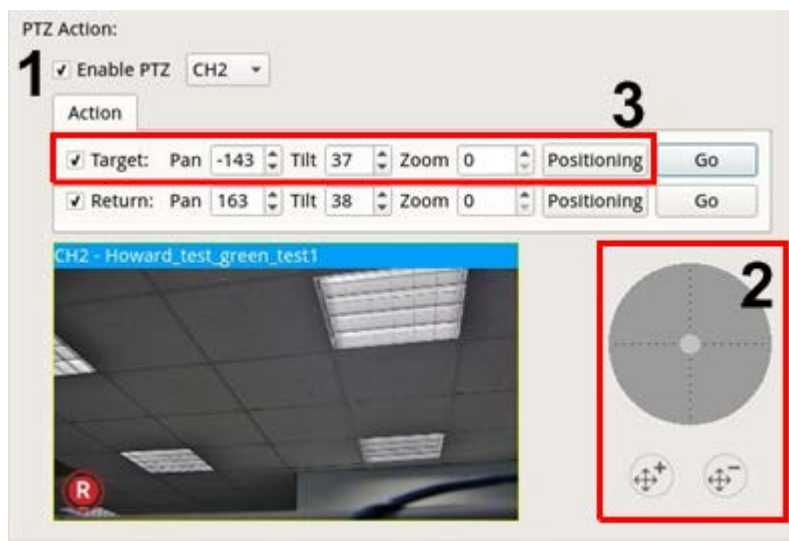 PTZ Action:
1 Enable PTZ CH2
Action 3
Target: Pan -143 Tilt 37 Zoom 0 Positioning Go
Return: Pan 163 Tilt 38 Zoom 0 Positioning Go
CH2 - Howard_test_green_test1
2
R